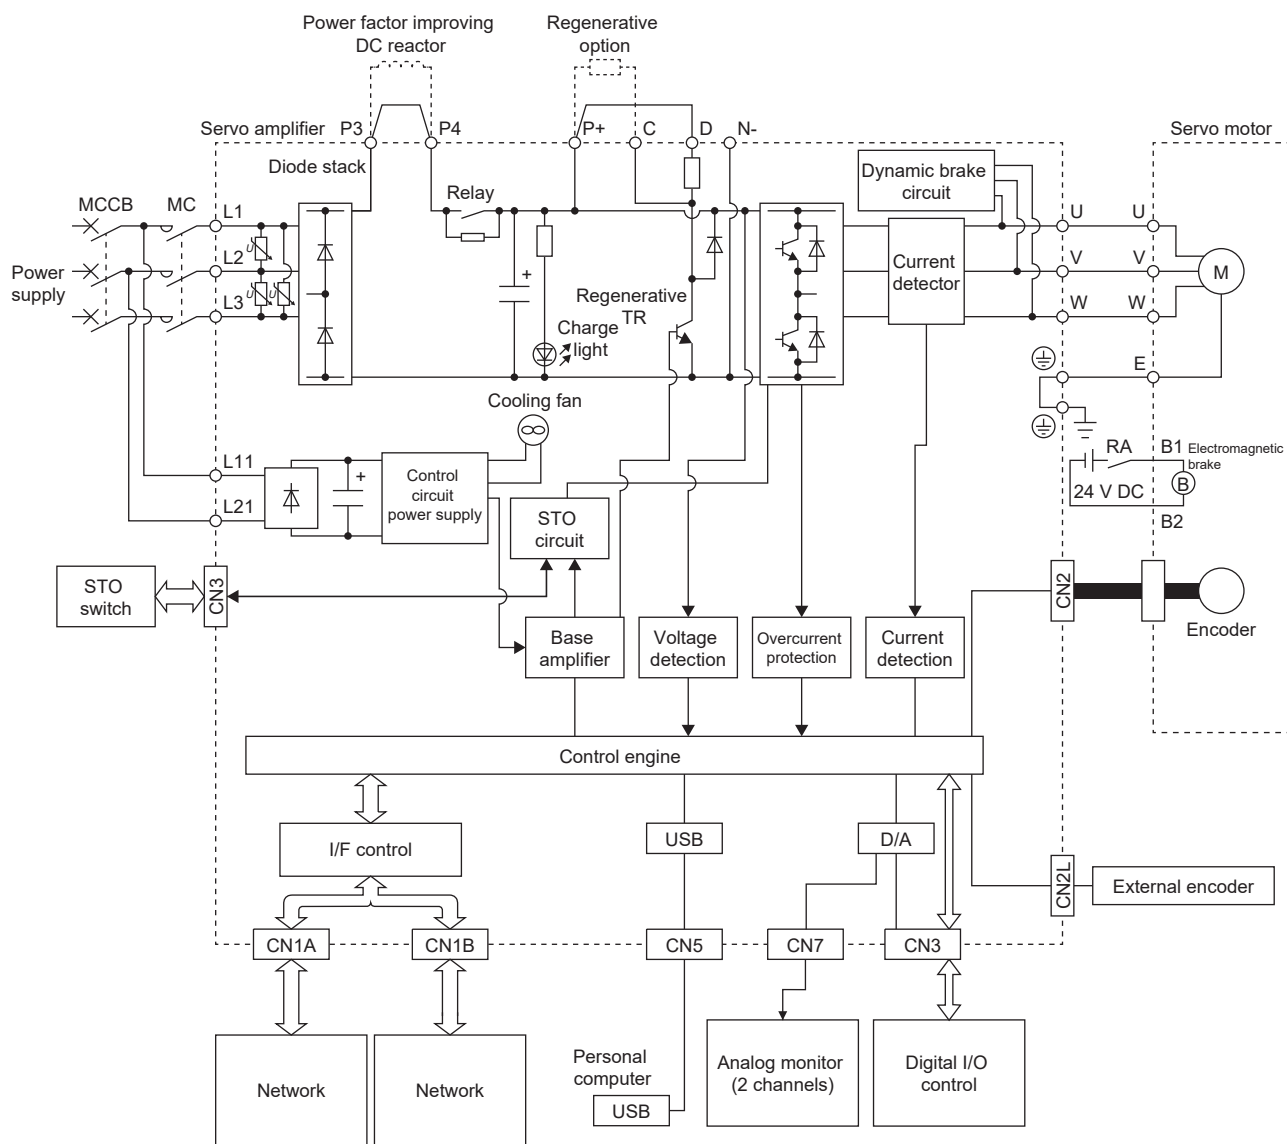 Power factor improving
DC reactor
Regenerative
option
Servo amplifier
P3
P4
P+
C
D
N-
Servo motor
Diode stack
Dynamic brake
circuit
MCCB
MC
L1
Relay
U
U
U
L2
V
V
M
Power
supply
Current
detector
U
U
L3
+
Regenerative
TR
W
W
Charge
light
E
Cooling fan
RA
B1
Electromagnetic
brake
L11
+
Control
circuit
power supply
24 V DC
B
L21
STO
circuit
B2
STO
switch
CN3
CN2
Encoder
Base
amplifier
Voltage
detection
Overcurrent
protection
Current
detection
Control engine
I/F control
USB
D/A
CN2L
External encoder
CN1A
CN1B
CN5
CN7
CN3
Network
Network
Personal
computer
USB
Analog monitor
(2 channels)
Digital I/O
control